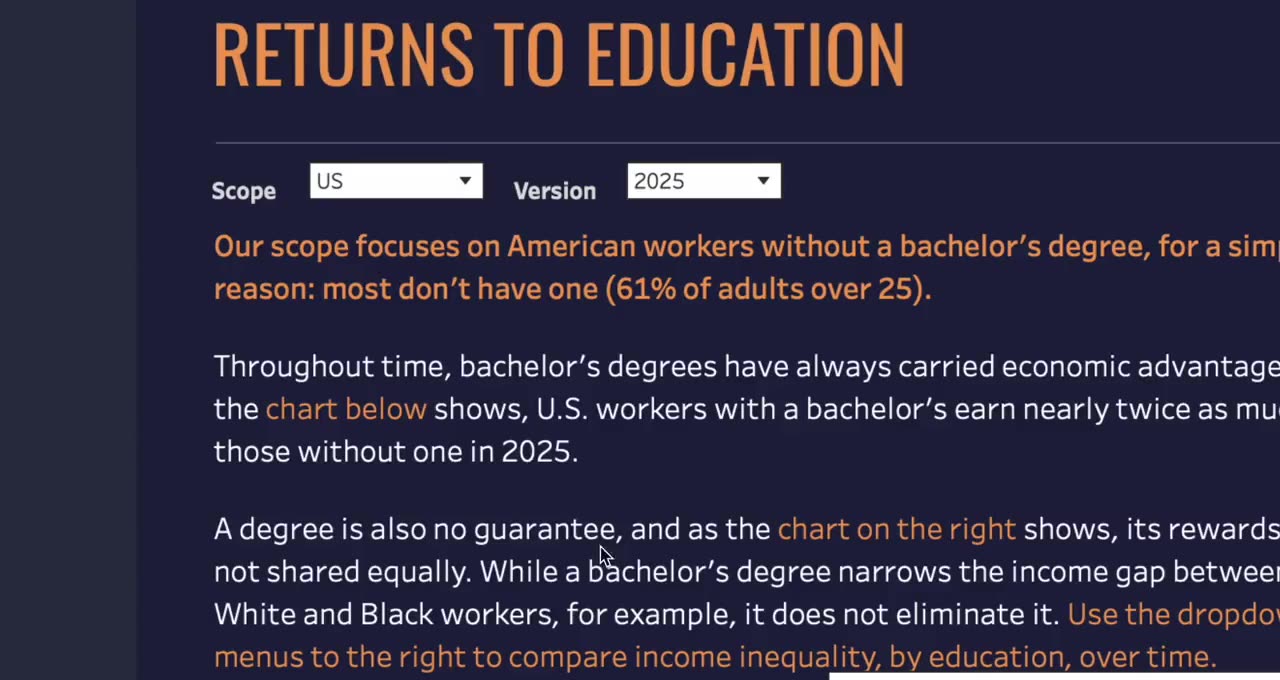 RETURNS TO EDUCATION
Scope US Version 2025
Our scope focuses on American workers without a bachelor’s degree, for a
reason: most don’t have one (61% of adults over 25).
Throughout time, bachelor’s degrees have always carried economic
the chart below shows, U.S. workers with a bachelor’s earn nearly twice as
those without one in 2025.
A degree is also no guarantee, and as the chart on the right shows, its rewards
not shared equally. While a bachelor’s degree narrows the income gap between
White and Black workers, for example, it does not eliminate it. Use the
menus to the right to compare income inequality, by education, over time.